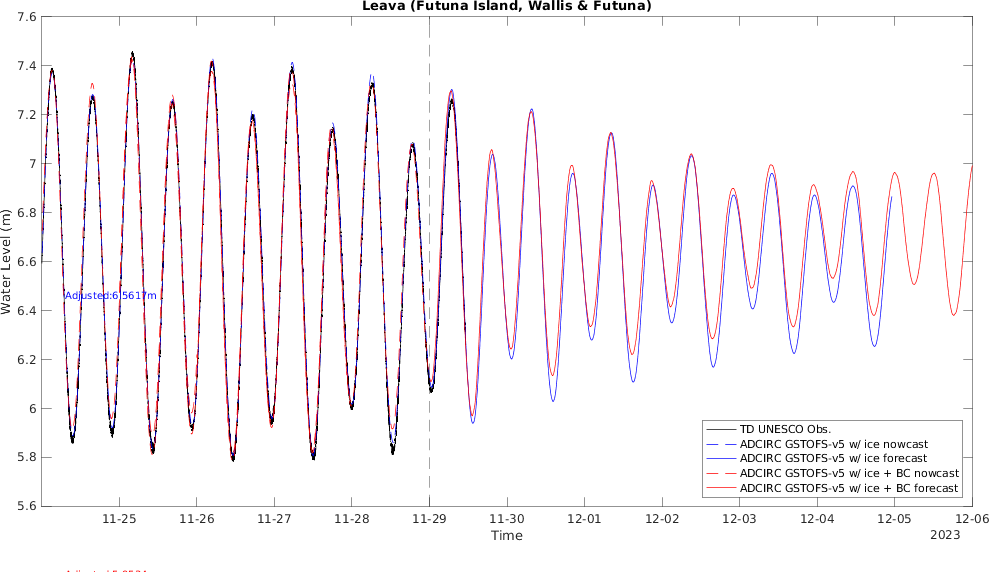 Leava (Futuna Island, Wallis & Futuna)
7.6
7.4
7.2
7
6.8
6.6
6.4
6.2
6
5.8
5.6
Water Level (m)
Adjusted:6.5617m
TD UNESCO Obs.
ADCIRC GSTOFS-v5 w/ ice nowcast
ADCIRC GSTOFS-v5 w/ ice forecast
ADCIRC GSTOFS-v5 w/ ice + BC nowcast
ADCIRC GSTOFS-v5 w/ ice + BC forecast
11-25 11-26 11-27 11-28 11-29 11-30 12-01 12-02 12-03 12-04 12-05 12-06
Time
2023